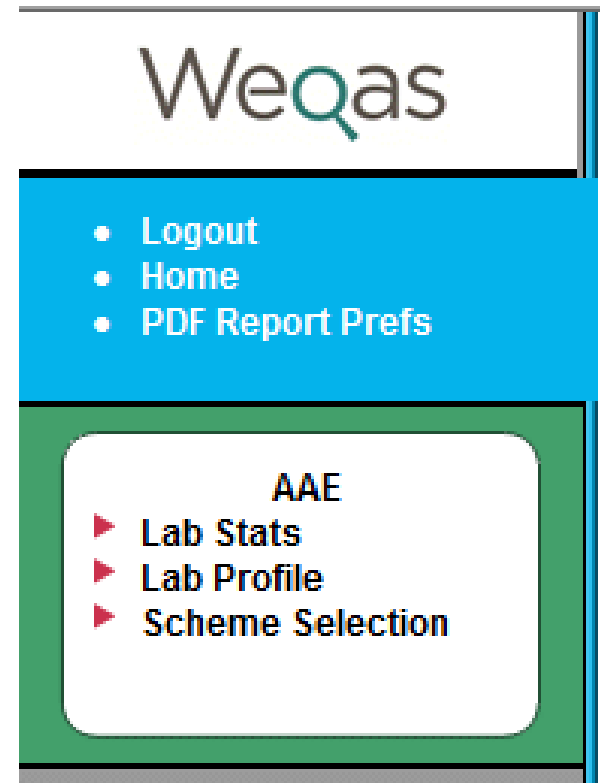 Weqas
Logout
Home
PDF Report Prefs
AAE
Lab Stats
Lab Profile
Scheme Selection